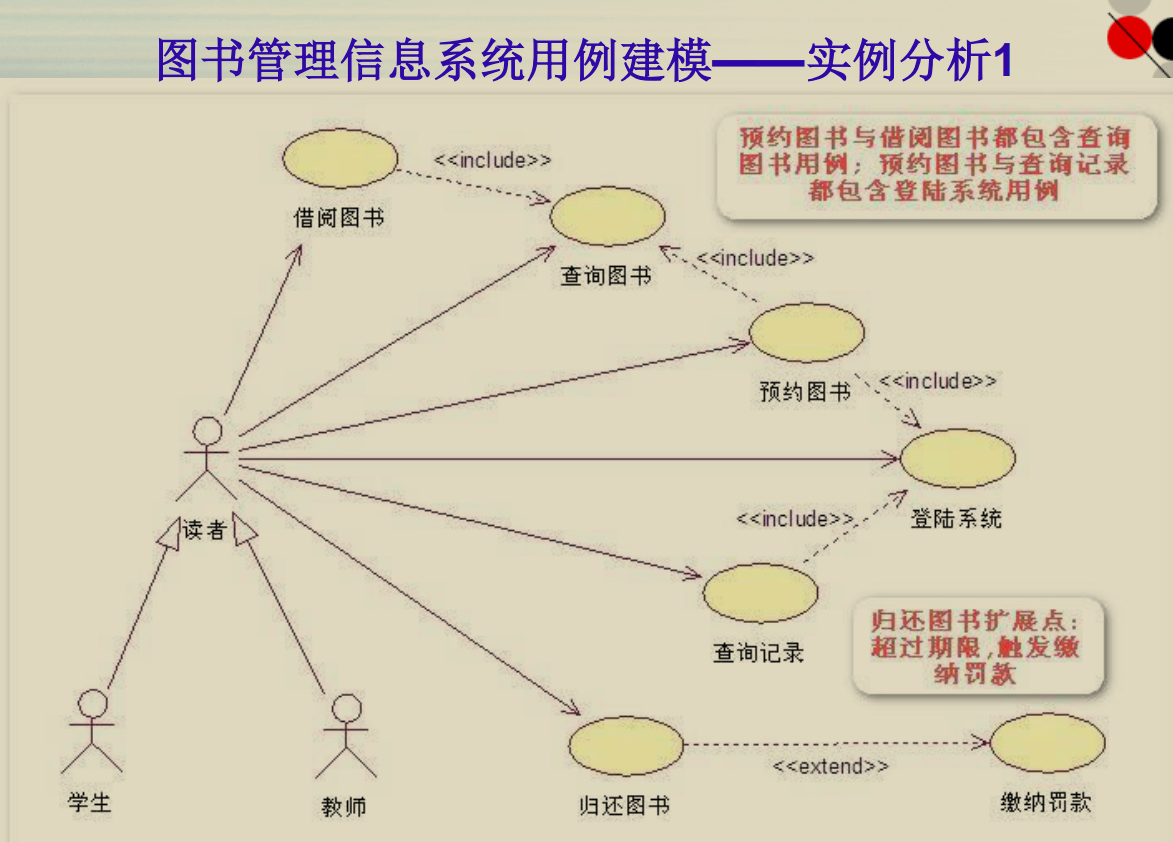 图书管理信息系统用例建模——实例分析1
预约图书与借阅图书都包含查询
图书用例；预约图书与查询记录
都包含登陆系统用例
<<include>>
借阅图书
<<include>>
查询图书
<<include>>
预约图书
<<include>>
登陆系统
读者
查询记录
归还图书扩展点：
超过期限,触发缴
纳罚款
<<extend>>
学生
教师
归还图书
缴纳罚款